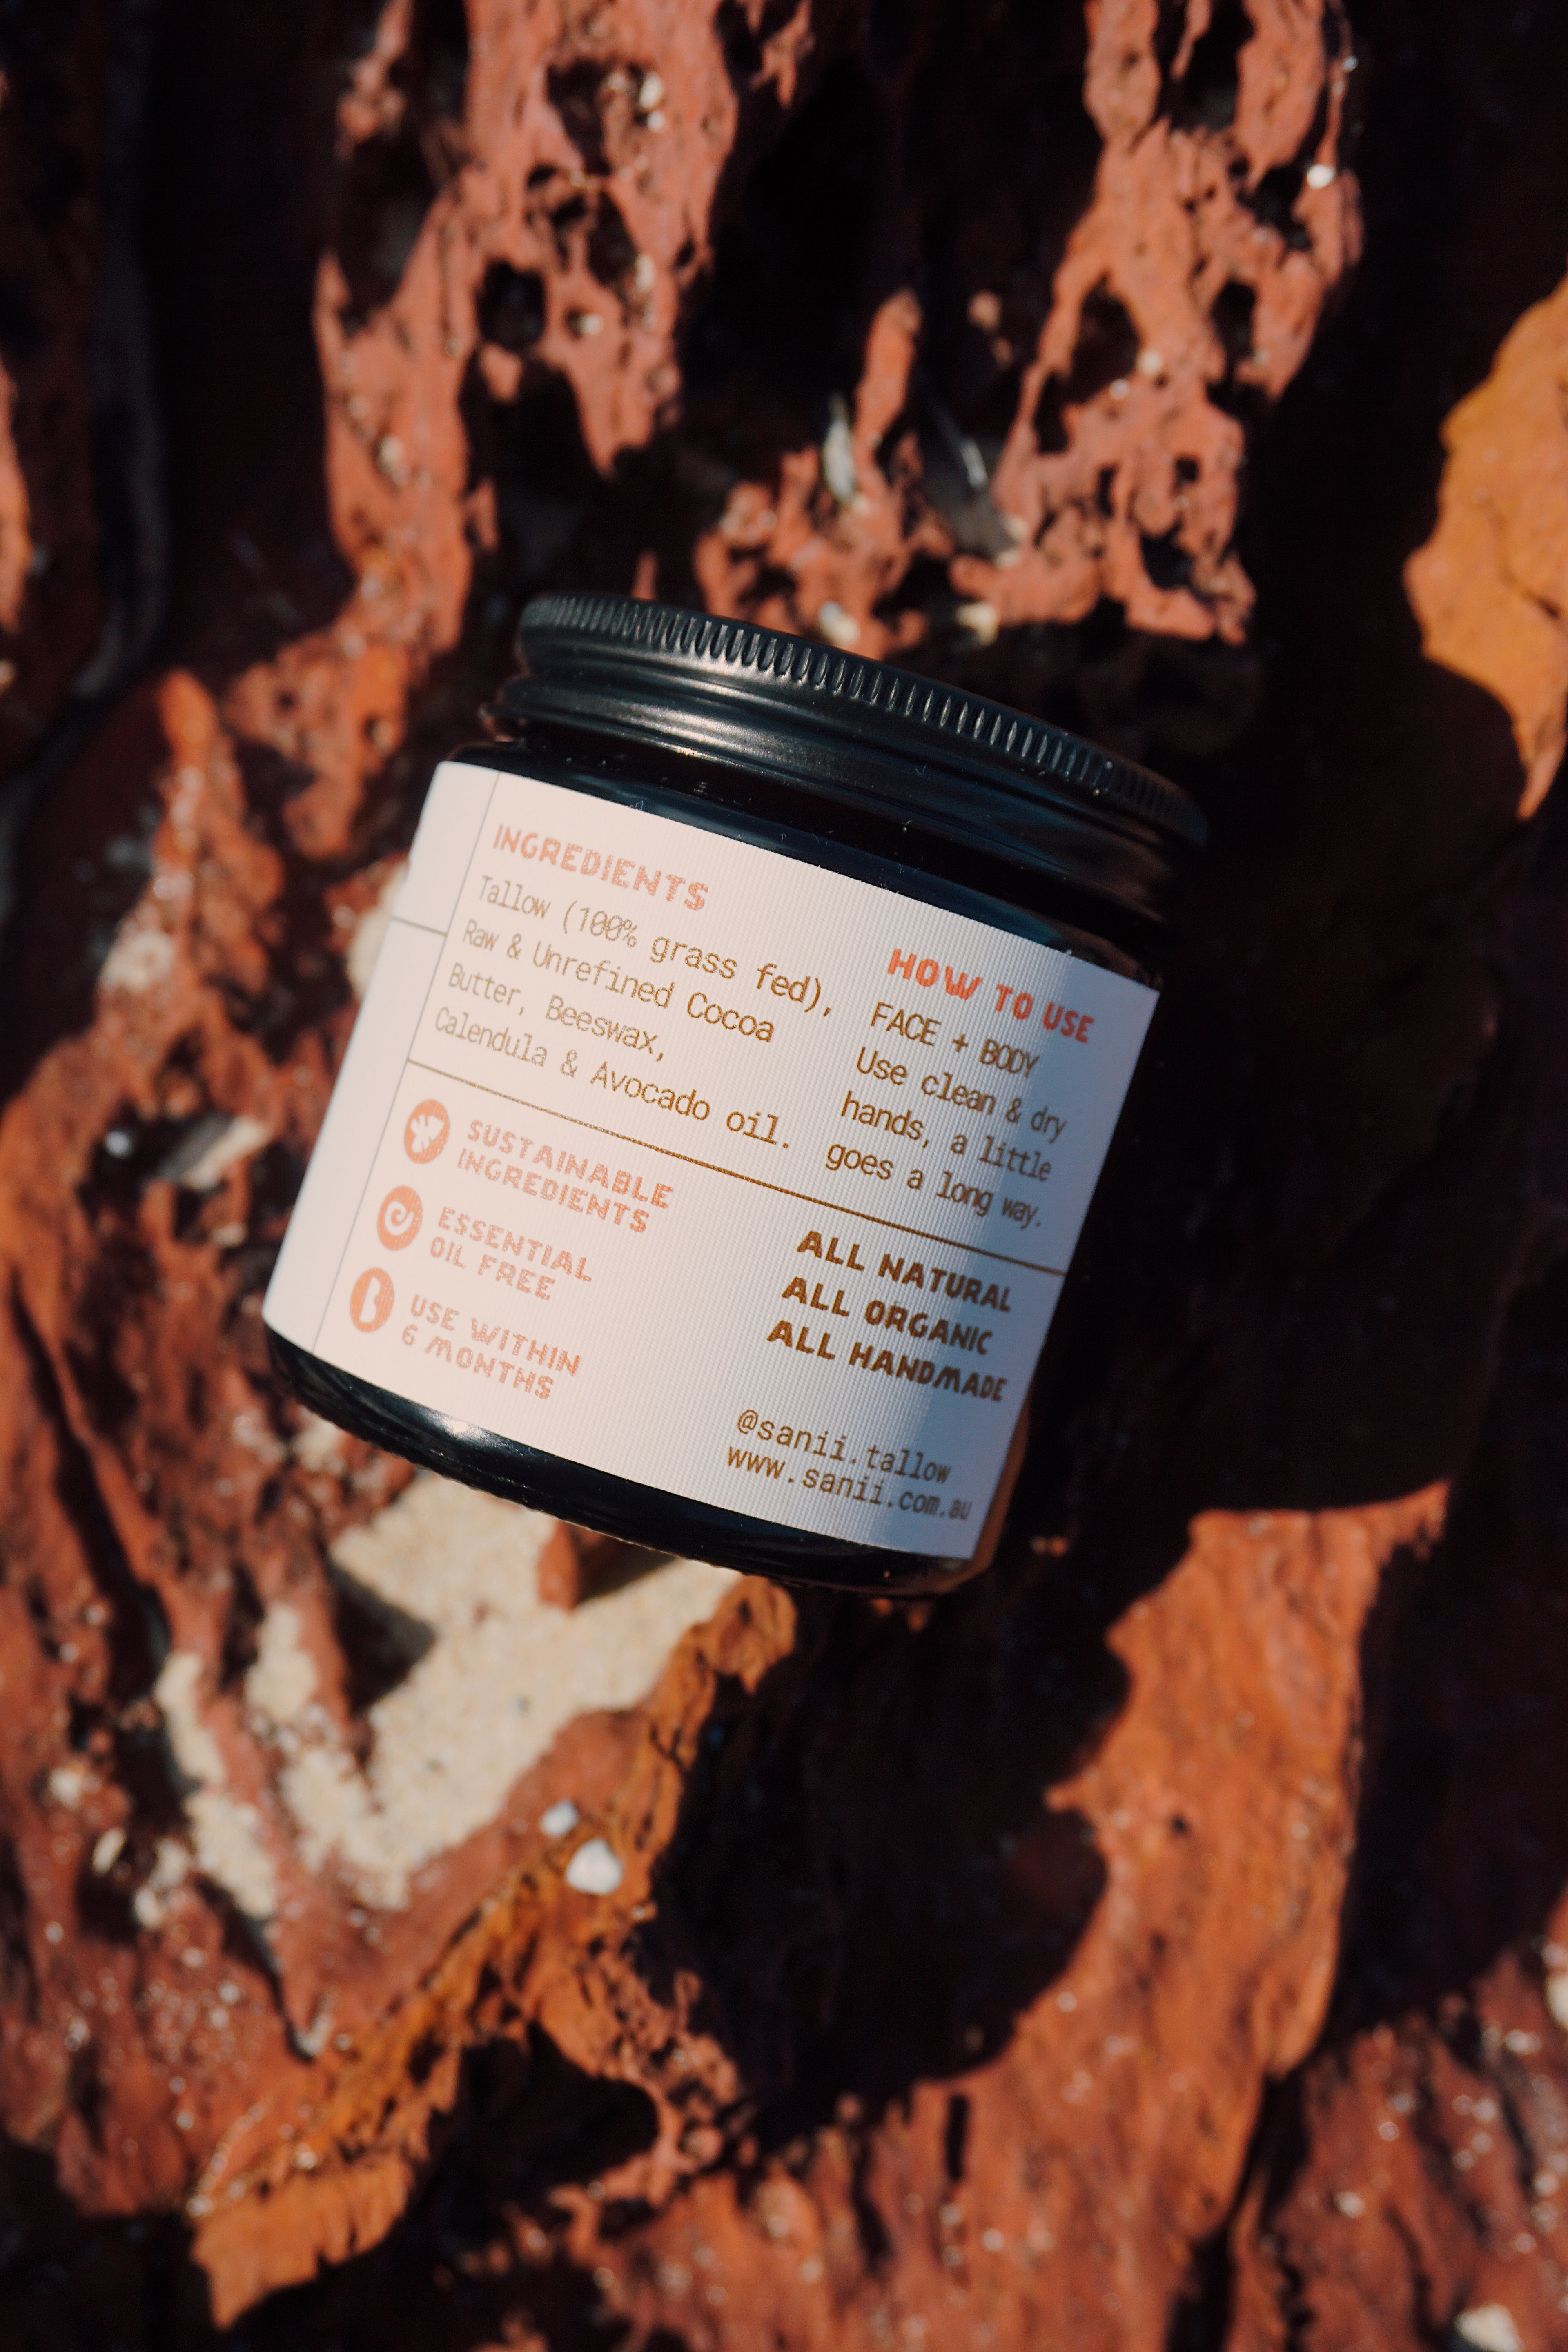 INGREDIENTS
Tallow (100% grass fed),
Raw & Unrefined Cocoa
Butter, Beeswax,
Calendula & Avocado oil.
HOW TO USE
FACE + BODY
Use clean & dry
hands, a little
goes a long way.
SUSTAINABLE
INGREDIENTS
ESSENTIAL
OIL FREE
USE WITHIN
6 MONTHS
ALL NATURAL
ALL ORGANIC
ALL HANDMADE
@sanii.tallow
www.sanii.com.au